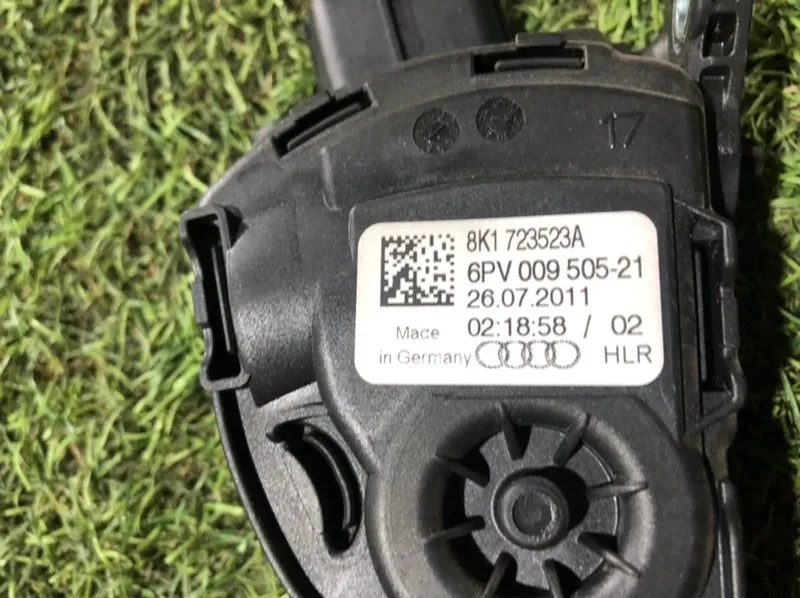 17
8K1 723523A
6PV 009 505-21
26.07.2011
02:18:58 / 02
Mace
in Germany
HLR